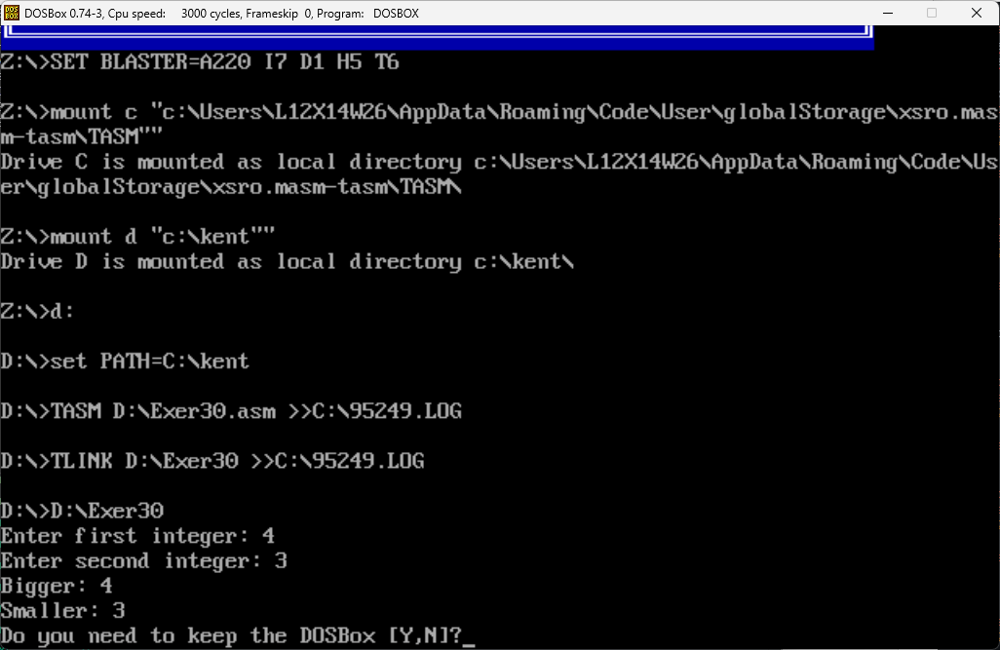 DOS
BOX
DOSBox 0.74-3, Cpu speed:    3000 cycles, Frameskip  0, Program:   DOSBOX
Z:\>SET BLASTER=A220 I7 D1 H5 T6
Z:\>mount c "c:\Users\L12X14W26\AppData\Roaming\Code\User\globalStorage\xsro.mas
m-tasm\TASM""
Drive C is mounted as local directory c:\Users\L12X14W26\AppData\Roaming\Code\Us
er\globalStorage\xsro.masm-tasm\TASM\
Z:\>mount d "c:\kent""
Drive D is mounted as local directory c:\kent\
Z:\>d:
D:\>set PATH=C:\kent
D:\>TASM D:\Exer30.asm >>C:\95249.LOG
D:\>TLINK D:\Exer30 >>C:\95249.LOG
D:\>D:\Exer30
Enter first integer: 4
Enter second integer: 3
Bigger: 4
Smaller: 3
Do you need to keep the DOSBox [Y,N]?_